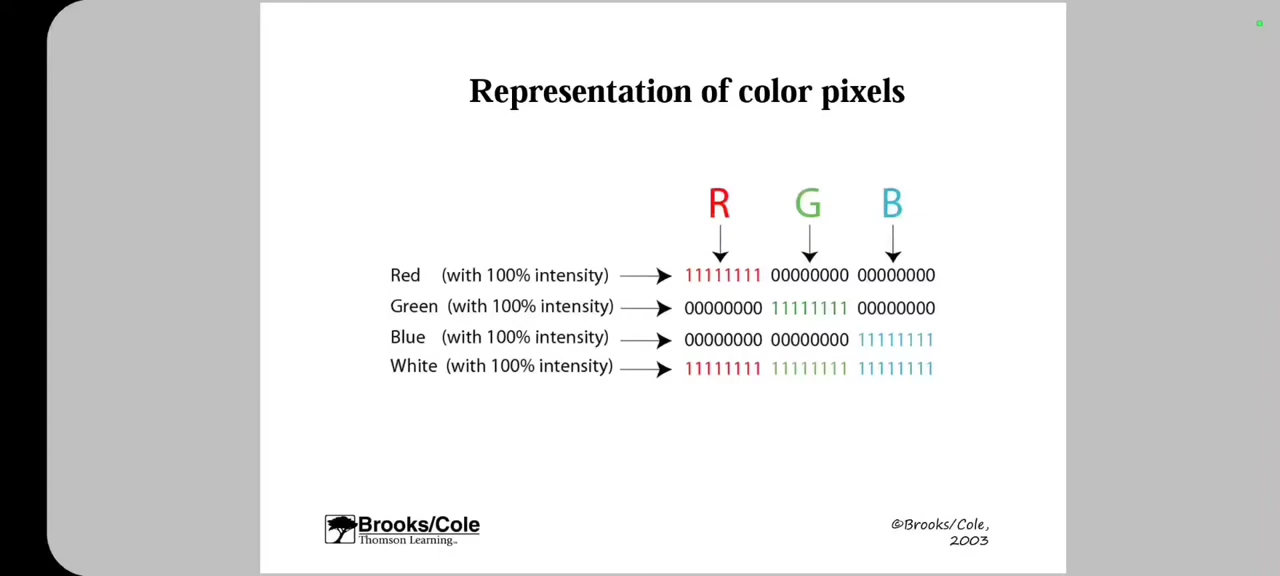 Representation of color pixels
R G B
Red (with 100% intensity) 11111111 00000000 00000000
Green (with 100% intensity) 00000000 11111111 00000000
Blue (with 100% intensity) 00000000 00000000 11111111
White (with 100% intensity) 11111111 11111111 11111111
Brooks/Cole
Thomson Learning™
©Brooks/Cole,
2003